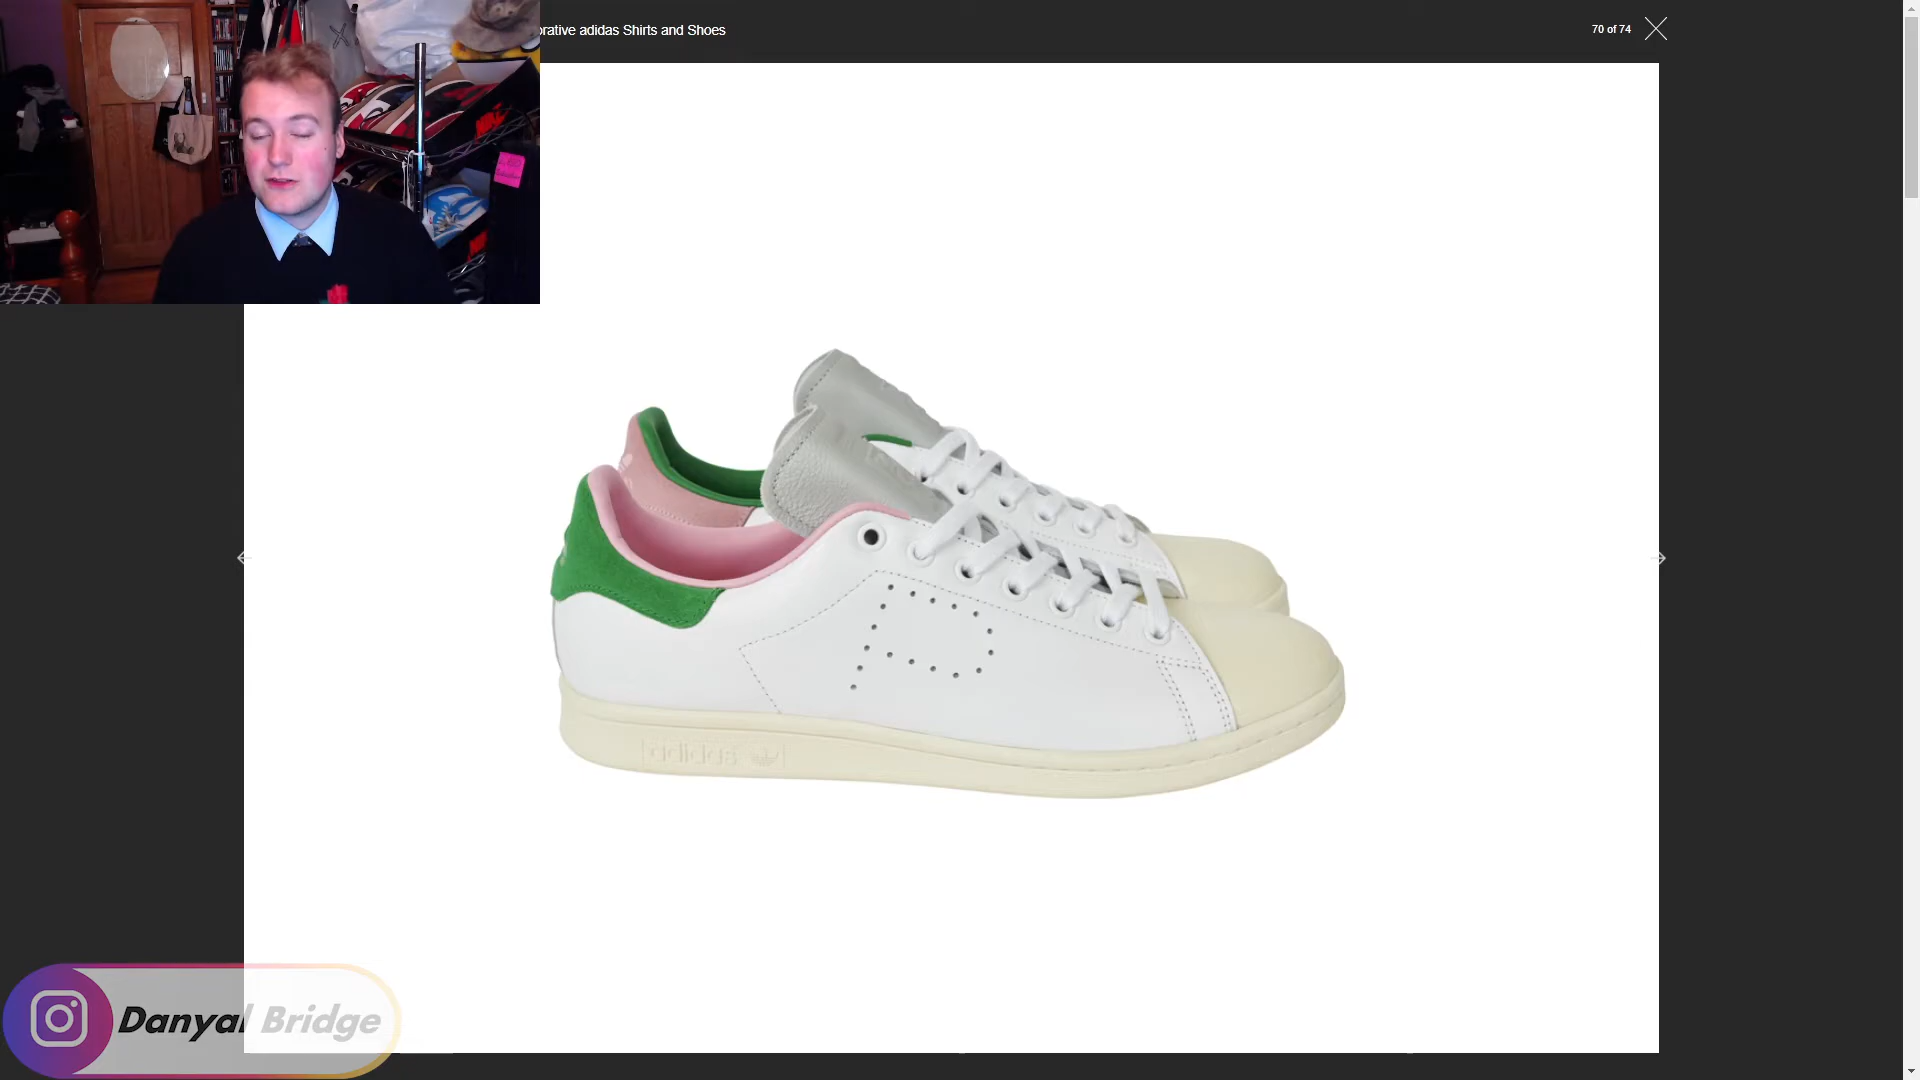 orative adidas Shirts and Shoes
70 of 74
adidas
Danyal Bridge